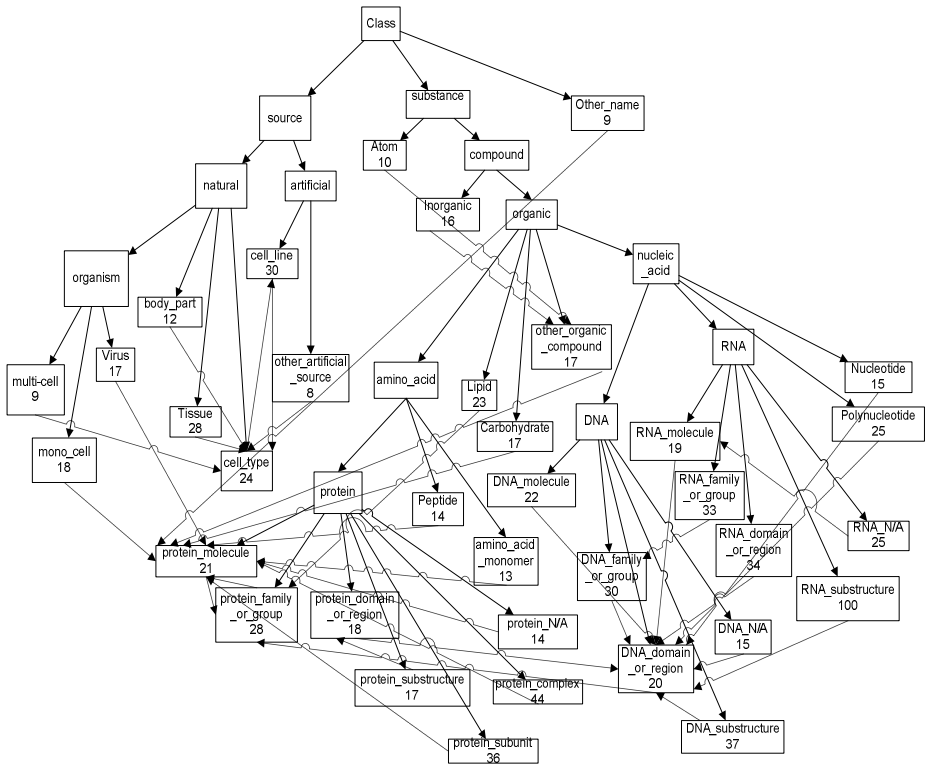 Class
substance
Other_name
9
source
Atom
10
compound
natural
artificial
Inorganic
16
organic
cell_line
30
nucleic
_acid
organism
body_part
12
other_organic
_compound
17
RNA
Virus
17
other_artificial
_source
8
amino_acid
Nucleotide
15
multi-cell
9
Lipid
23
Tissue
28
Carbohydrate
17
DNA
Polynucleotide
25
RNA_molecule
19
mono_cell
18
cell_type
24
protein
DNA_molecule
22
RNA_family
_or_group
33
Peptide
14
RNA_N/A
25
RNA_domain
_or_region
34
amino_acid
_monomer
13
protein_molecule
21
DNA_family
_or_group
30
RNA_substructure
100
protein_family
_or_group
28
protein_domain
_or_region
18
protein_N/A
14
DNA_N/A
15
DNA_domain
_or_region
20
protein_substructure
17
protein_complex
44
DNA_substructure
37
protein_subunit
36